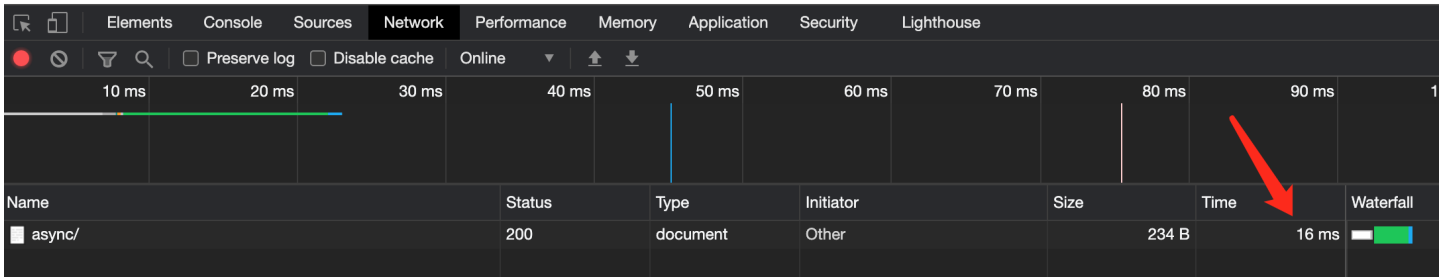 Elements Console Sources Network Performance Memory Application Security Lighthouse
Preserve log Disable cache Online
10 ms 20 ms 30 ms 40 ms 50 ms 60 ms 70 ms 80 ms 90 ms 1
Name Status Type Initiator Size Time Waterfall
async/ 200 document Other 234 B 16 ms